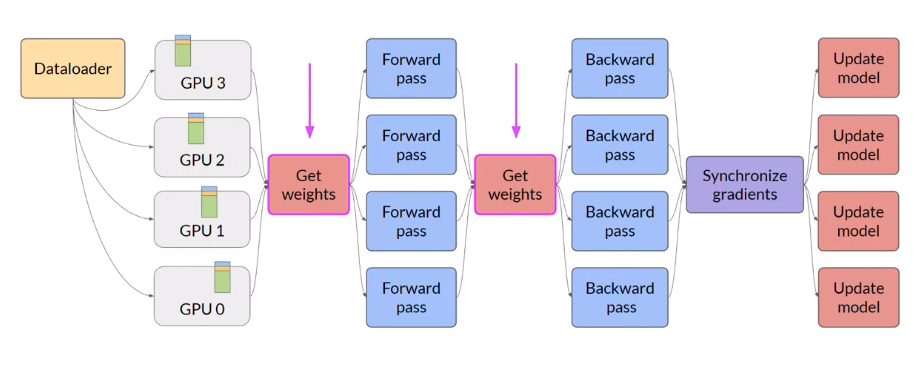 Dataloader
GPU 3
GPU 2
GPU 1
GPU 0
Get
weights
Forward
pass
Forward
pass
Forward
pass
Forward
pass
Get
weights
Backward
pass
Backward
pass
Backward
pass
Backward
pass
Synchronize
gradients
Update
model
Update
model
Update
model
Update
model